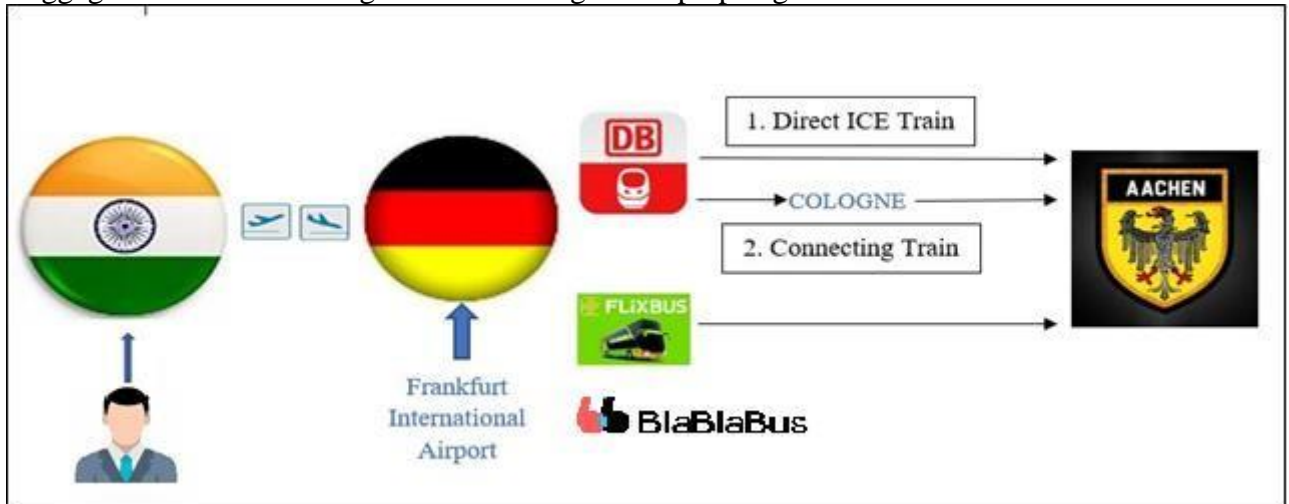 DB
1. Direct ICE Train
COLOGNE
2. Connecting Train
AACHEN
FLiXBUS
Frankfurt
International
Airport
BlaBlaBus